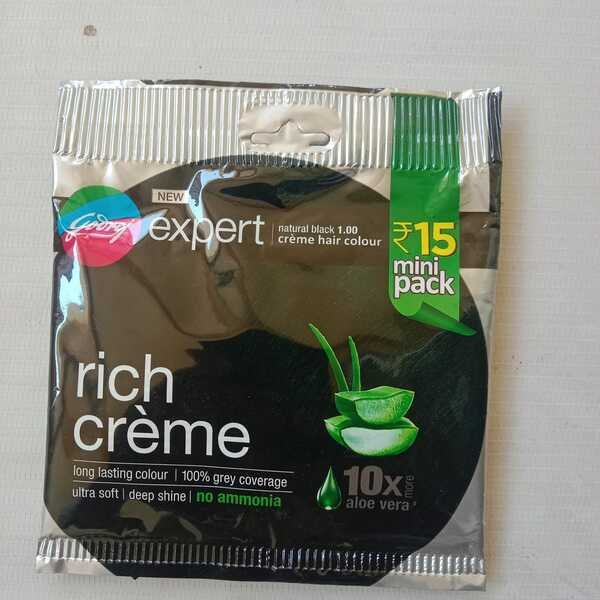 Godrej
NEW
expert
natural black 1.00
crème hair colour
₹15
mini
pack
rich
crème
long lasting colour | 100% grey coverage
ultra soft | deep shine | no ammonia
10x more
aloe vera*